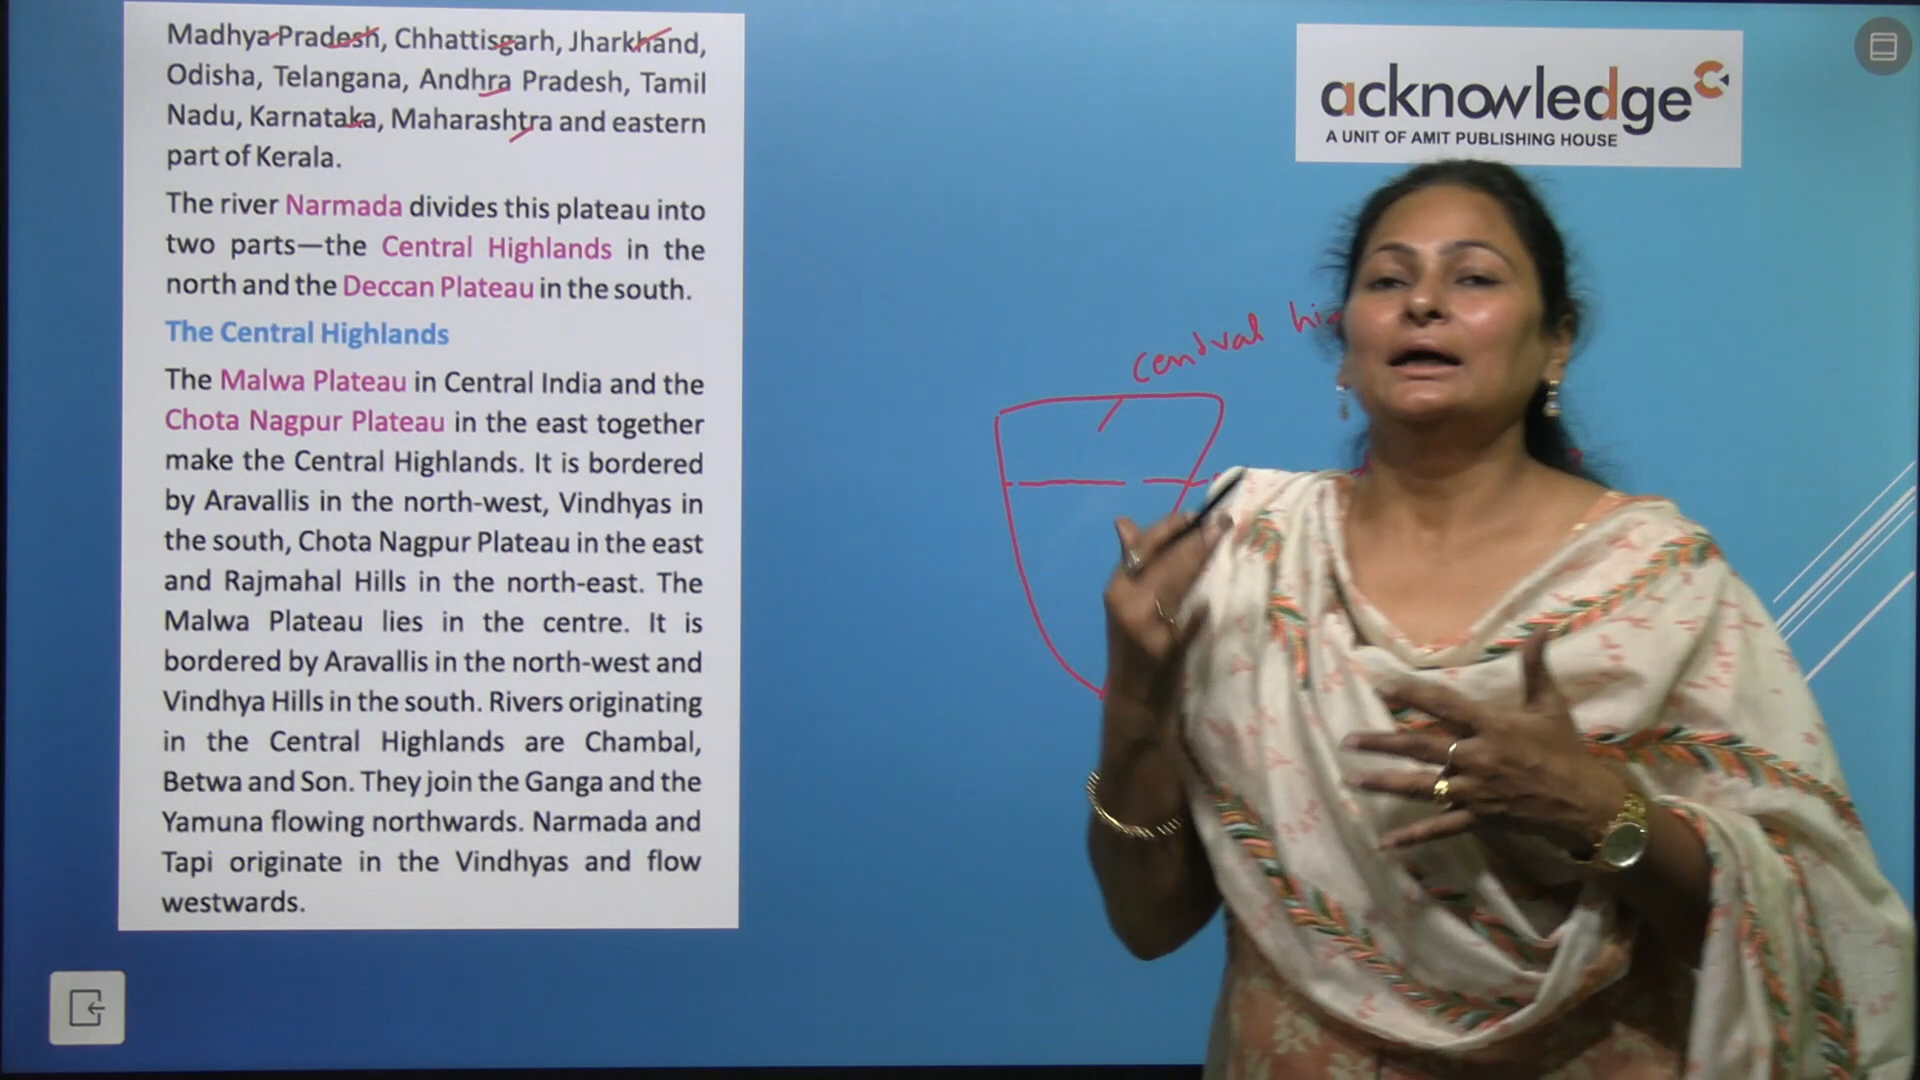 Madhya Pradesh, Chhattisgarh, Jharkhand,
Odisha, Telangana, Andhra Pradesh, Tamil
Nadu, Karnataka, Maharashtra and eastern
part of Kerala.
The river Narmada divides this plateau into
two parts—the Central Highlands in the
north and the Deccan Plateau in the south.
The Central Highlands
The Malwa Plateau in Central India and the
Chota Nagpur Plateau in the east together
make the Central Highlands. It is bordered
by Aravallis in the north-west, Vindhyas in
the south, Chota Nagpur Plateau in the east
and Rajmahal Hills in the north-east. The
Malwa Plateau lies in the centre. It is
bordered by Aravallis in the north-west and
Vindhya Hills in the south. Rivers originating
in the Central Highlands are Chambal,
Betwa and Son. They join the Ganga and the
Yamuna flowing northwards. Narmada and
Tapi originate in the Vindhyas and flow
westwards.
acknowledge
A UNIT OF AMIT PUBLISHING HOUSE
central